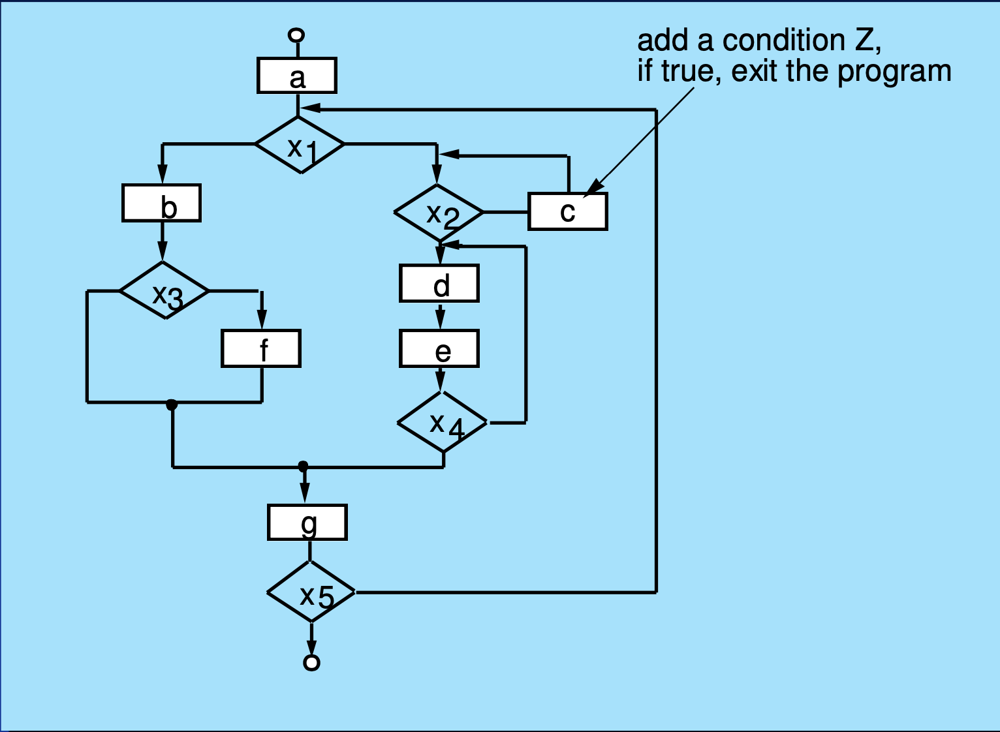 add a condition Z,
if true, exit the program
a
x1
b
x2
c
x3
d
f
e
x4
g
x5